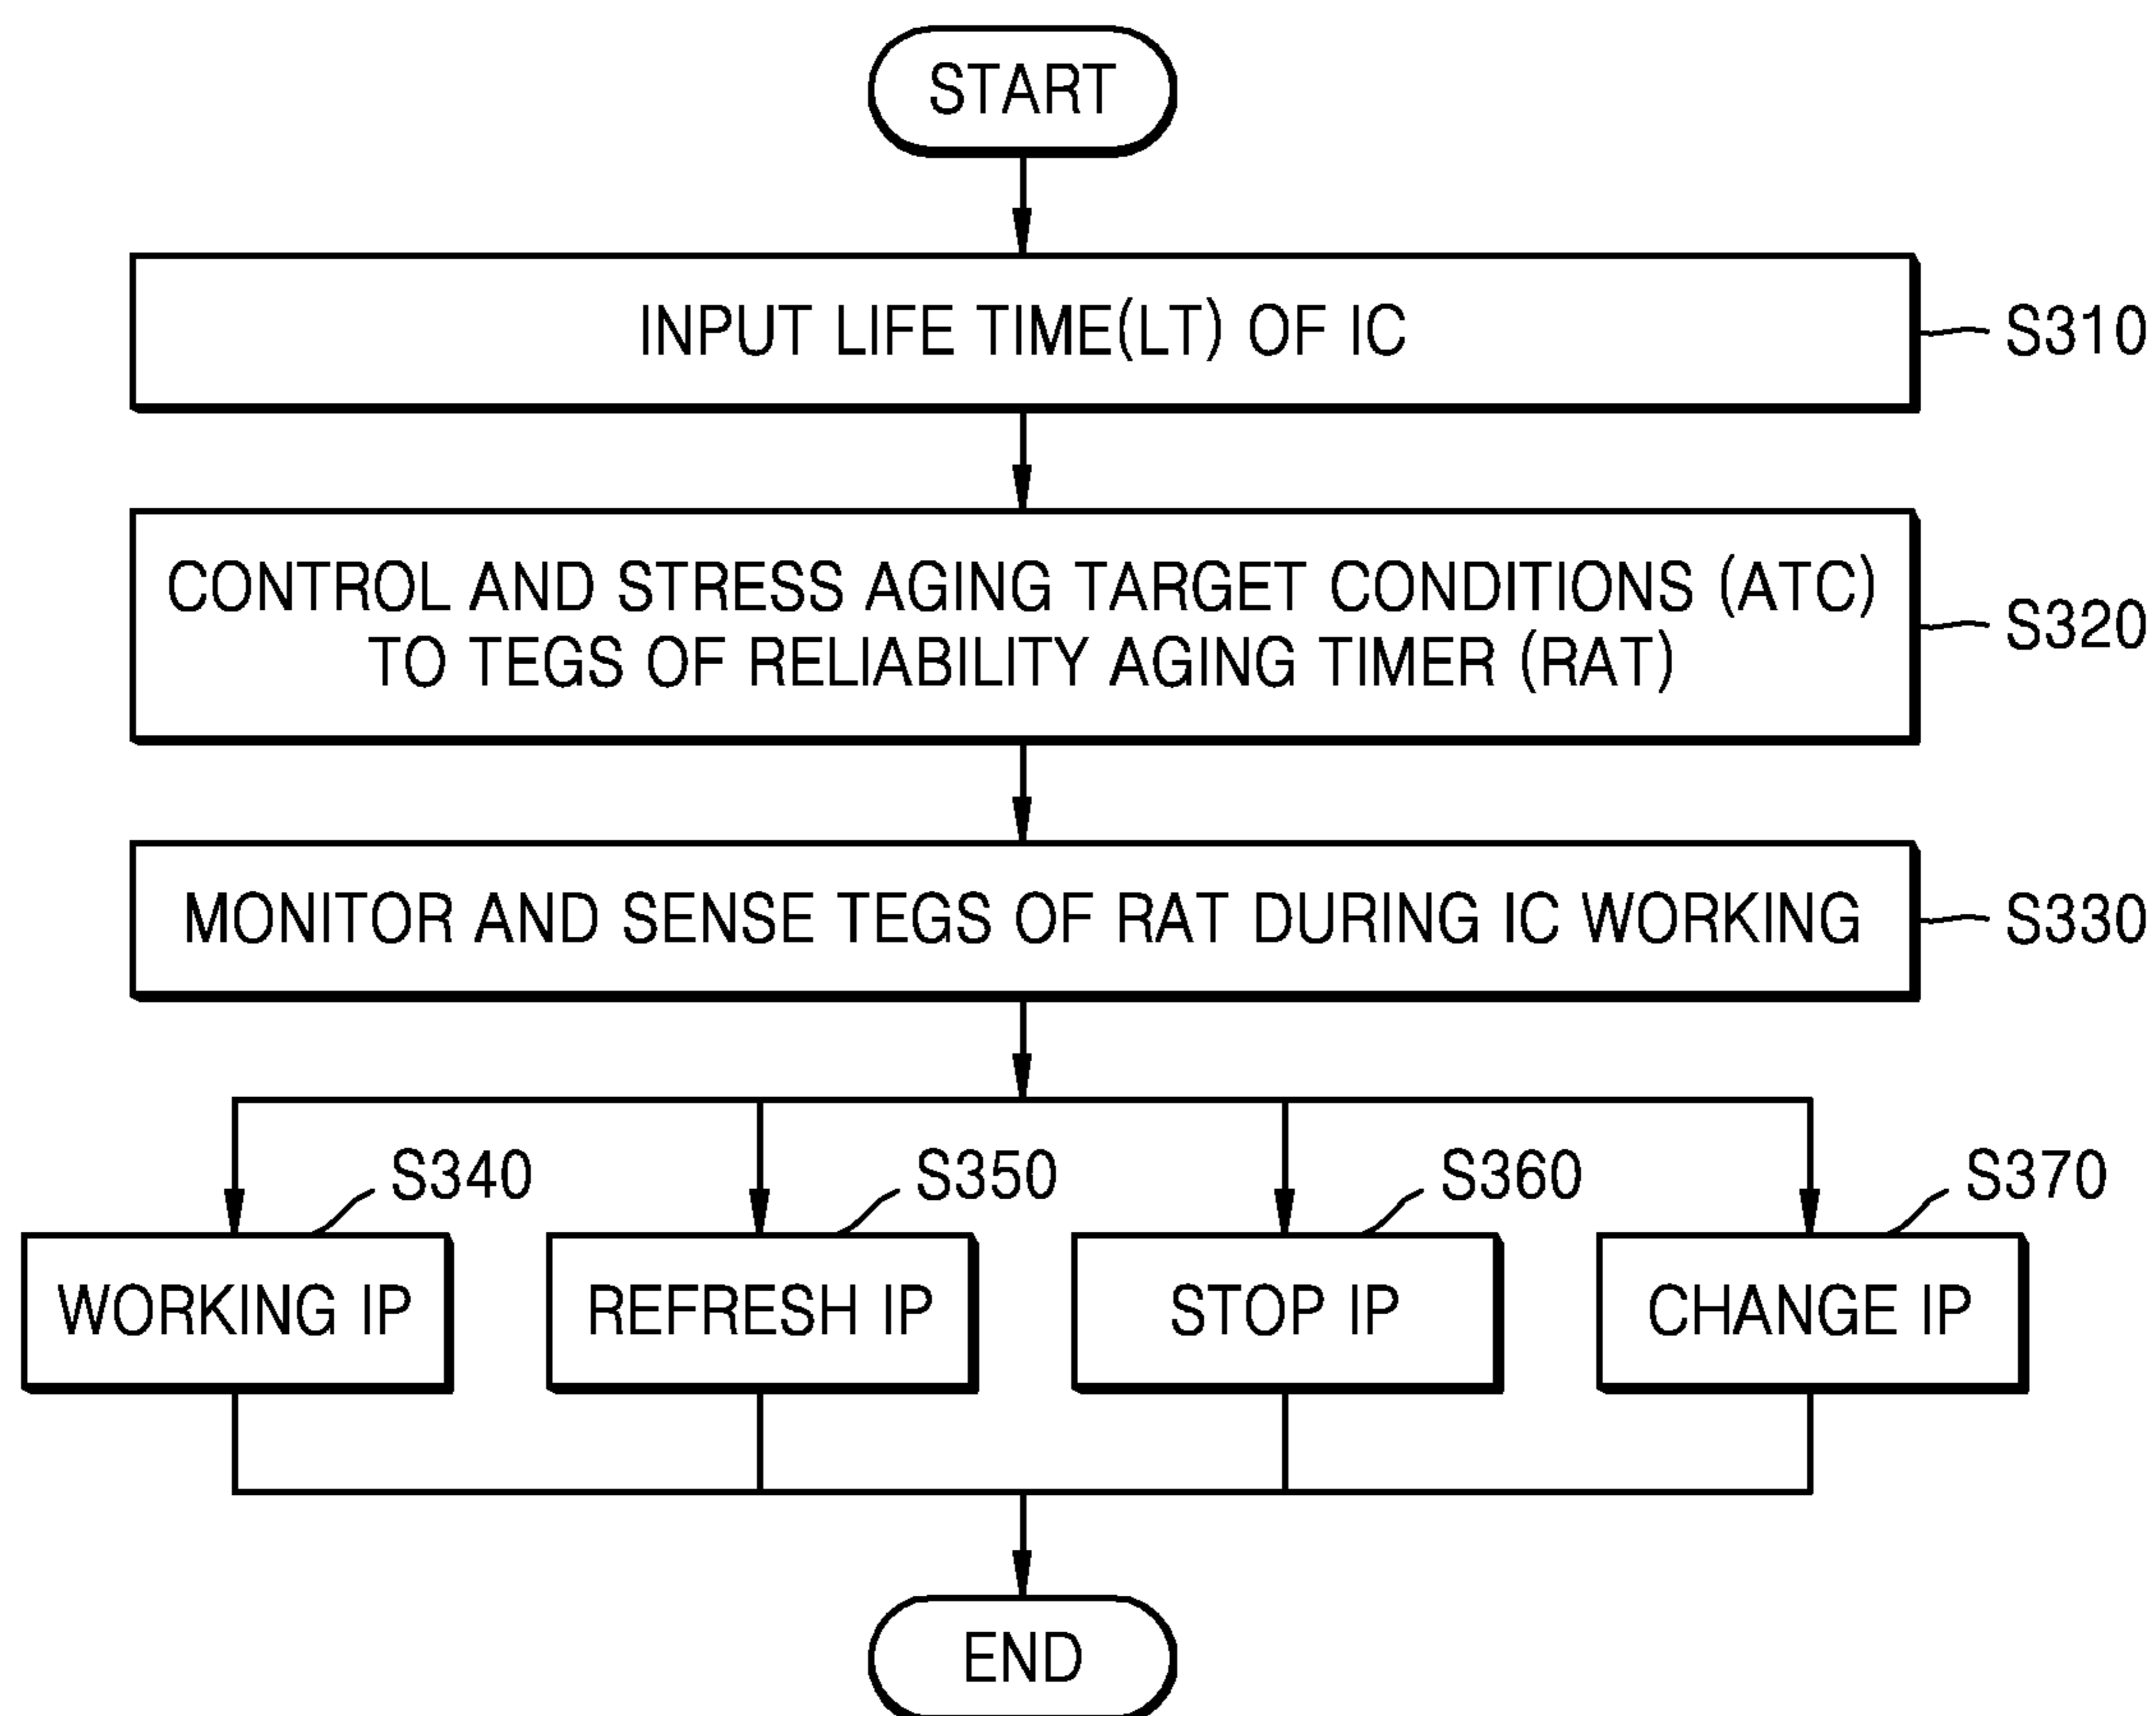 START
INPUT LIFE TIME(LT) OF IC
S310
CONTROL AND STRESS AGING TARGET CONDITIONS (ATC)
TO TEGS OF RELIABILITY AGING TIMER (RAT)
S320
MONITOR AND SENSE TEGS OF RAT DURING IC WORKING
S330
S340
S350
S360
S370
WORKING IP
REFRESH IP
STOP IP
CHANGE IP
END